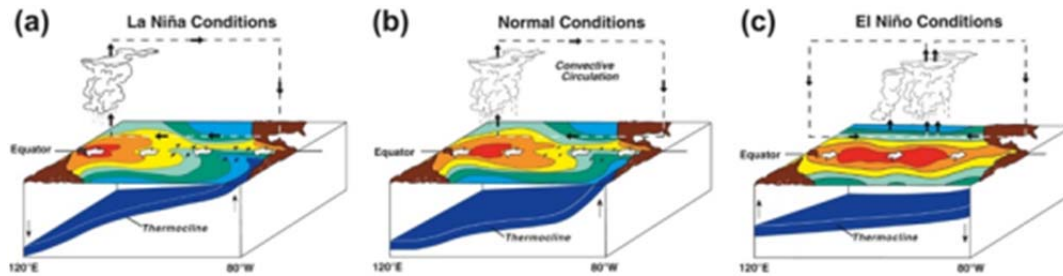 (a)
La Niña Conditions
Equator
Thermocline
120°E
80°W
(b)
Normal Conditions
Convective
Circulation
Equator
Thermocline
120°E
80°W
(c)
El Niño Conditions
Equator
Thermocline
120°E
80°W